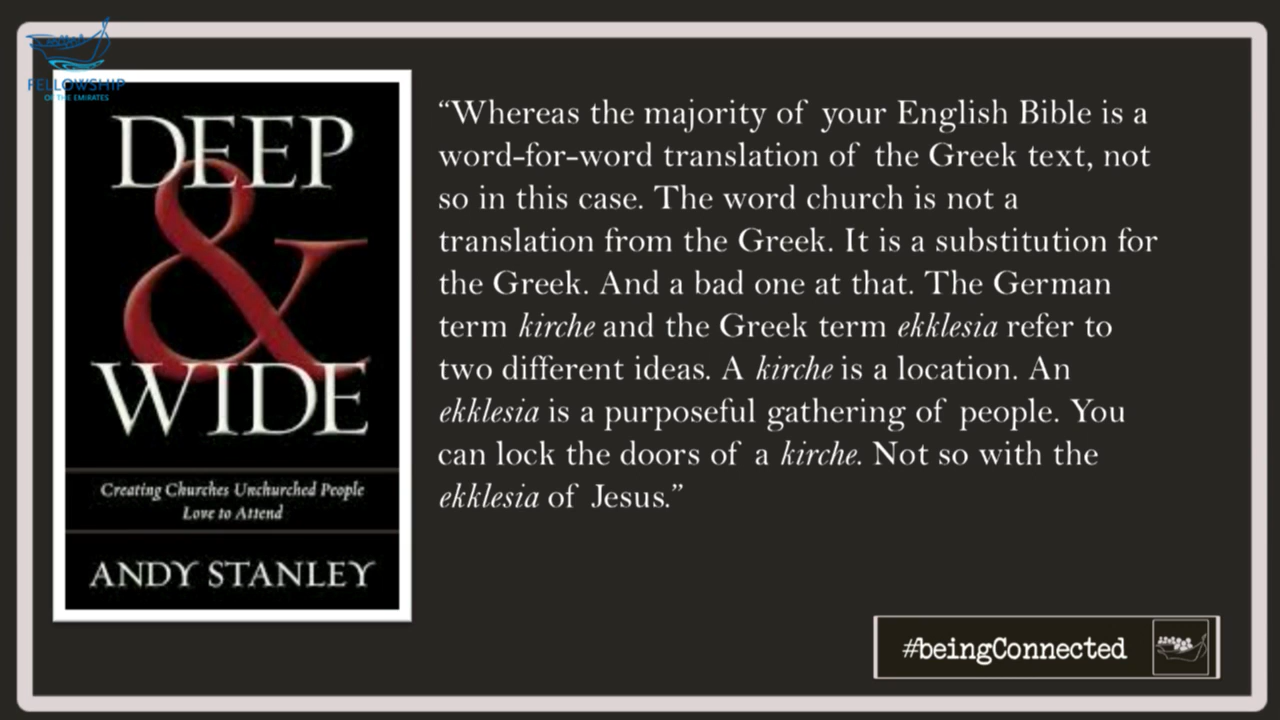 FELLOWSHIP
OF THE EMIRATES
DEEP
&
WIDE
Creating Churches Unchurched People
Love to Attend
ANDY STANLEY
“Whereas the majority of your English Bible is a
word-for-word translation of the Greek text, not
so in this case. The word church is not a
translation from the Greek. It is a substitution for
the Greek. And a bad one at that. The German
term kirche and the Greek term ekklesia refer to
two different ideas. A kirche is a location. An
ekklesia is a purposeful gathering of people. You
can lock the doors of a kirche. Not so with the
ekklesia of Jesus.”
#beingConnected